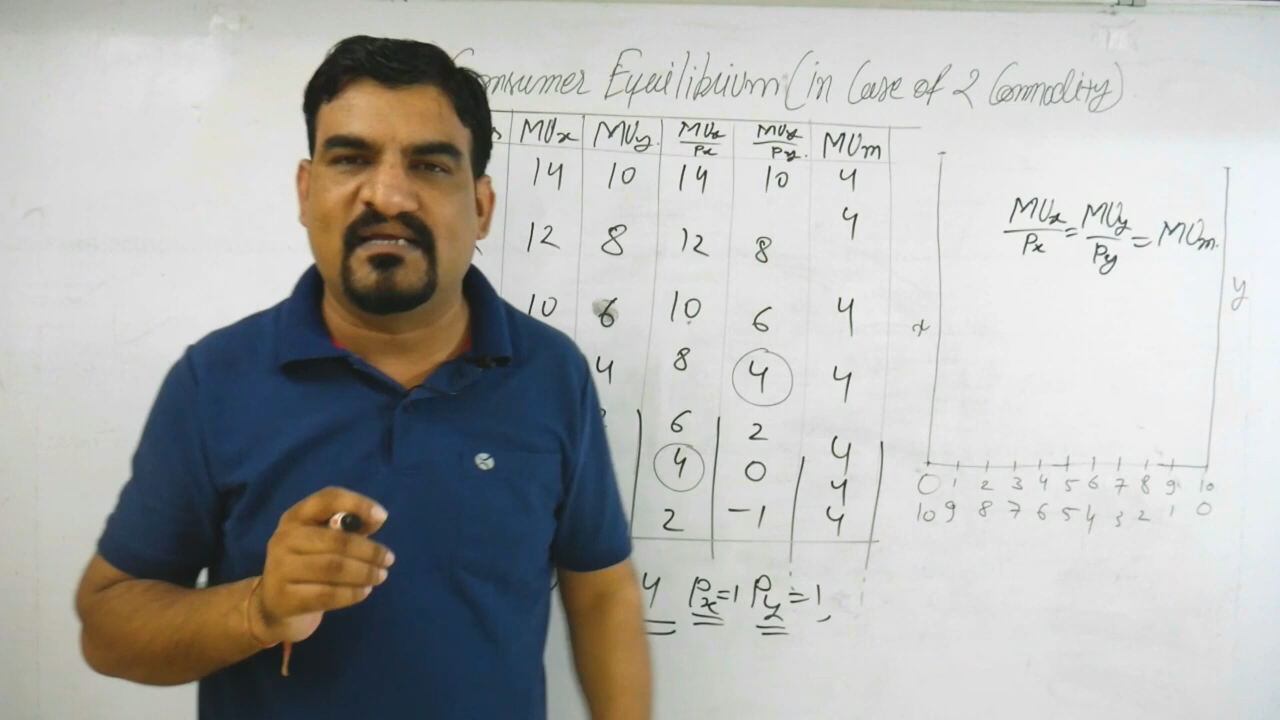 Consumer Equilibrium (in Case of 2 Commodity)
MUx MUy MUx/Px MUy/Py MUm
14 10 14 10 4
12 8 12 8 4
10 6 10 6 4
4 8 4 4
6 2 4
4 0 4
2 -1 4
4 Px=1 Py=1,
MUx/Px = MUy/Py = MUm
x
y
0 1 2 3 4 5 6 7 8 9 10
10 9 8 7 6 5 4 3 2 1 0